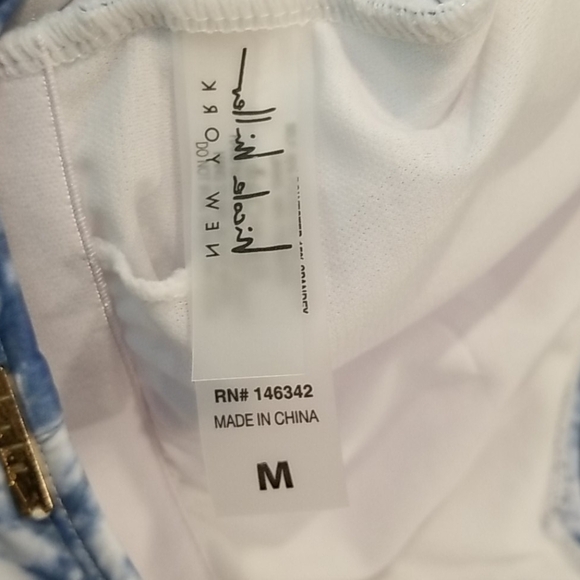 Nicole Miller
NEW YORK
RN# 146342
MADE IN CHINA
M